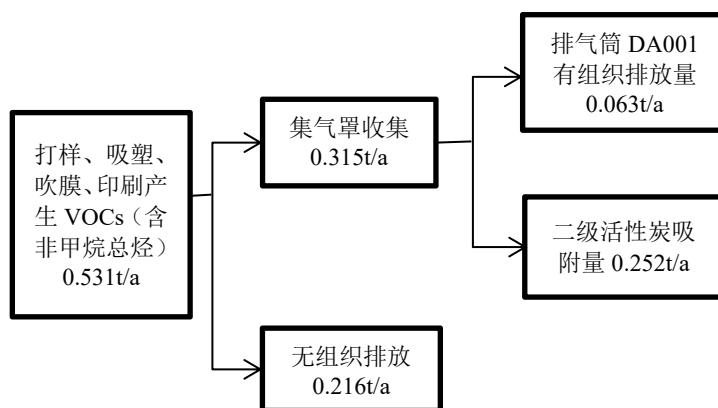 打样、吸塑、
吹膜、印刷产
生 VOCs（含
非甲烷总烃）
0.531t/a
集气罩收集
0.315t/a
排气筒 DA001
有组织排放量
0.063t/a
二级活性炭吸
附量 0.252t/a
无组织排放
0.216t/a